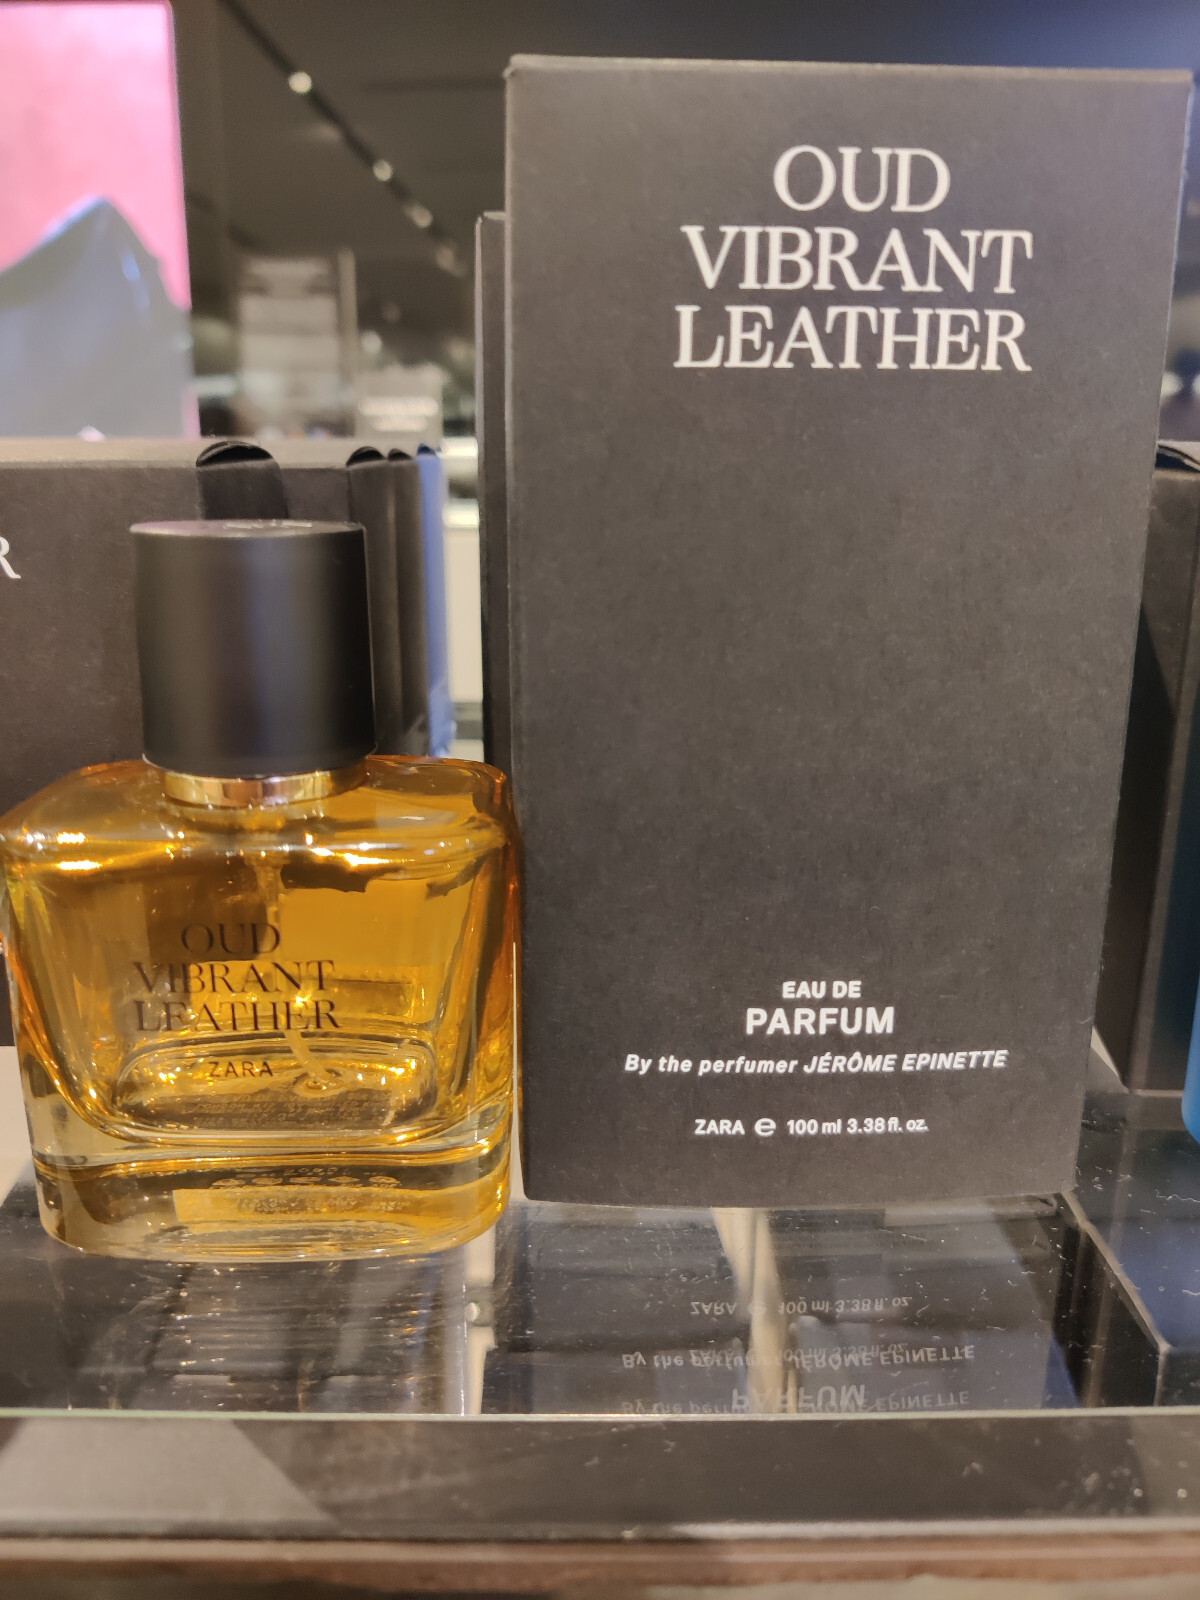 OUD
VIBRANT
LEATHER
EAU DE
PARFUM
By the perfumer JÉRÔME EPINETTE
ZARA ℮ 100 ml 3.38 fl. oz.
R
OUD
VIBRANT
LEATHER
ZARA